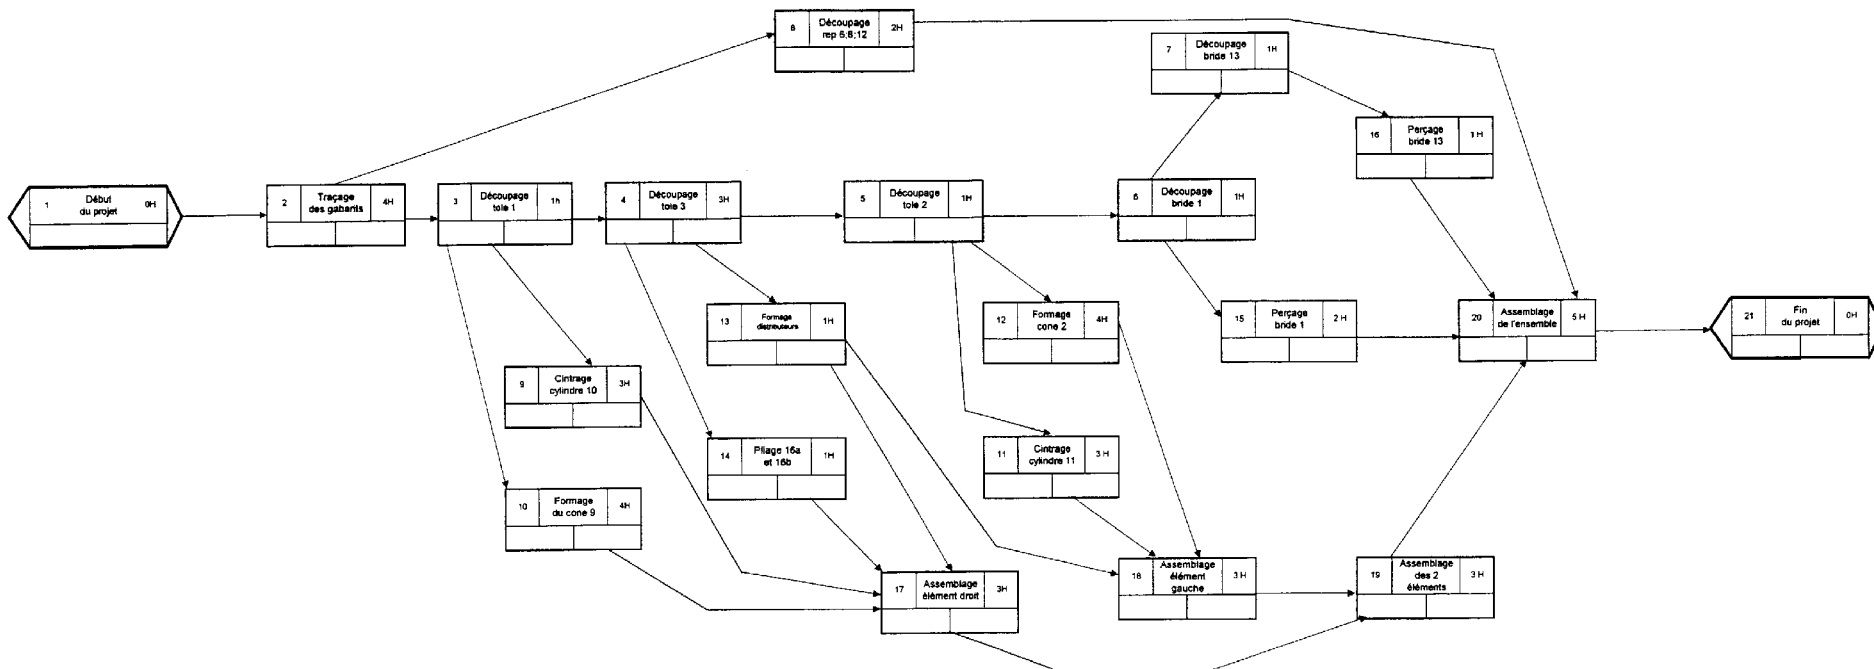 8 Découpage 2H
rep 6;8;12
7 Découpage 1H
bride 13
16 Perçage 1 H
bride 13
1 Début 0H
du projet
2 Traçage 4H
des gabarits
3 Découpage 1h
tole 1
4 Découpage 3H
tole 3
5 Découpage 1H
tole 2
6 Découpage 1H
bride 1
13 Formage 1H
distributeurs
12 Formage 4H
cone 2
15 Perçage 2 H
bride 1
20 Assemblage 5 H
de l'ensemble
21 Fin 0H
du projet
9 Cintrage 3H
cylindre 10
14 Pliage 16a 1H
et 16b
11 Cintrage 3 H
cylindre 11
10 Formage 4H
du cone 9
17 Assemblage 3H
élément droit
18 Assemblage 3 H
élément
gauche
19 Assemblage 3 H
des 2
éléments